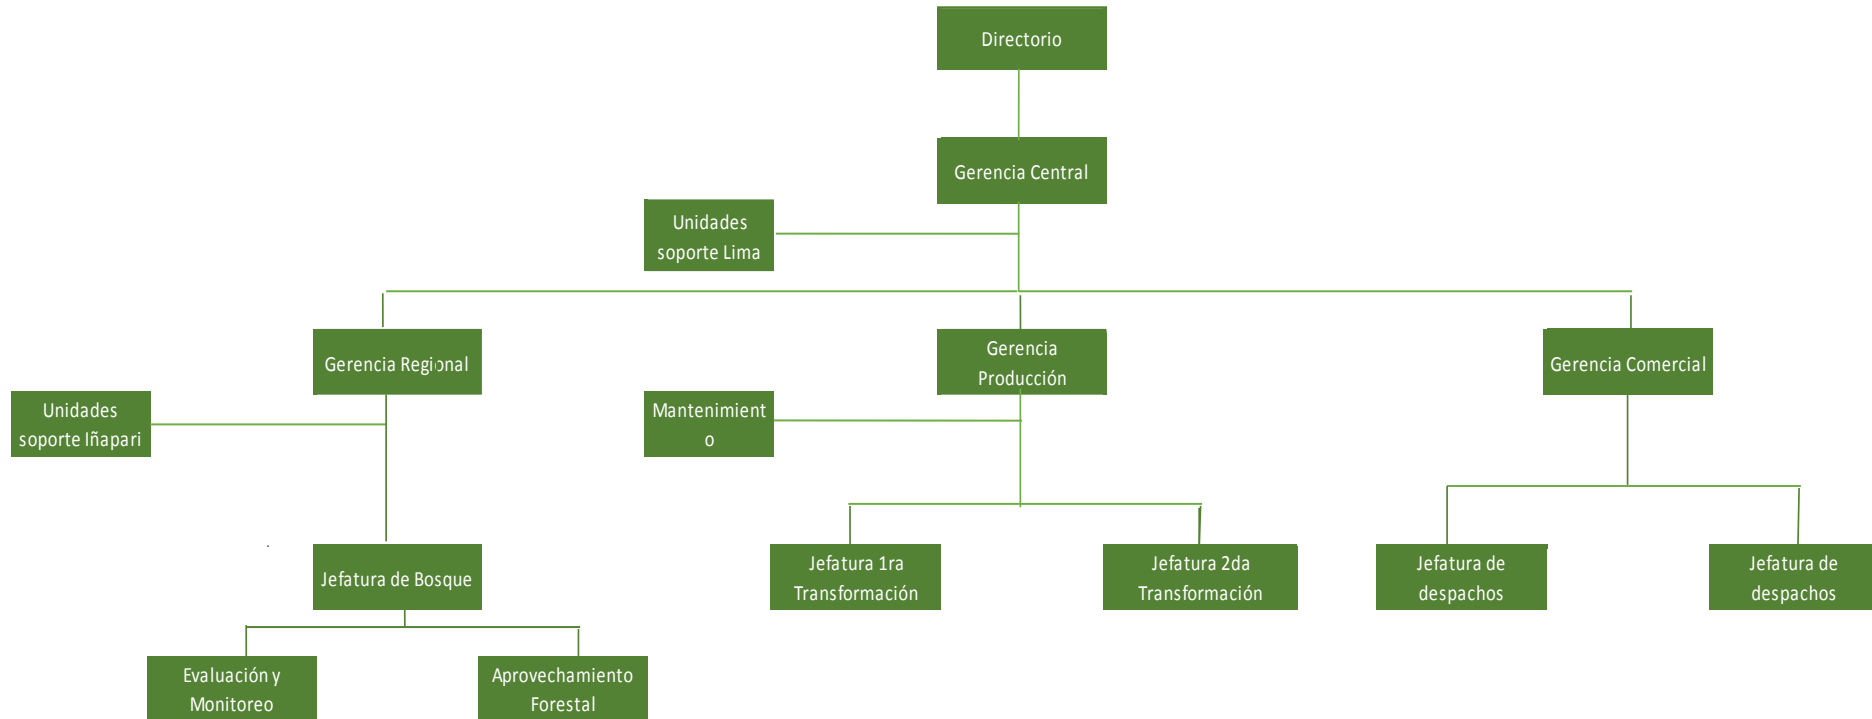 Directorio
Gerencia Central
Unidades
soporte Lima
Gerencia Regional
Gerencia
Producción
Gerencia Comercial
Unidades
soporte Iñapari
Mantenimient
o
Jefatura de Bosque
Jefatura 1ra
Transformación
Jefatura 2da
Transformación
Jefatura de
despachos
Jefatura de
despachos
Evaluación y
Monitoreo
Aprovechamiento
Forestal